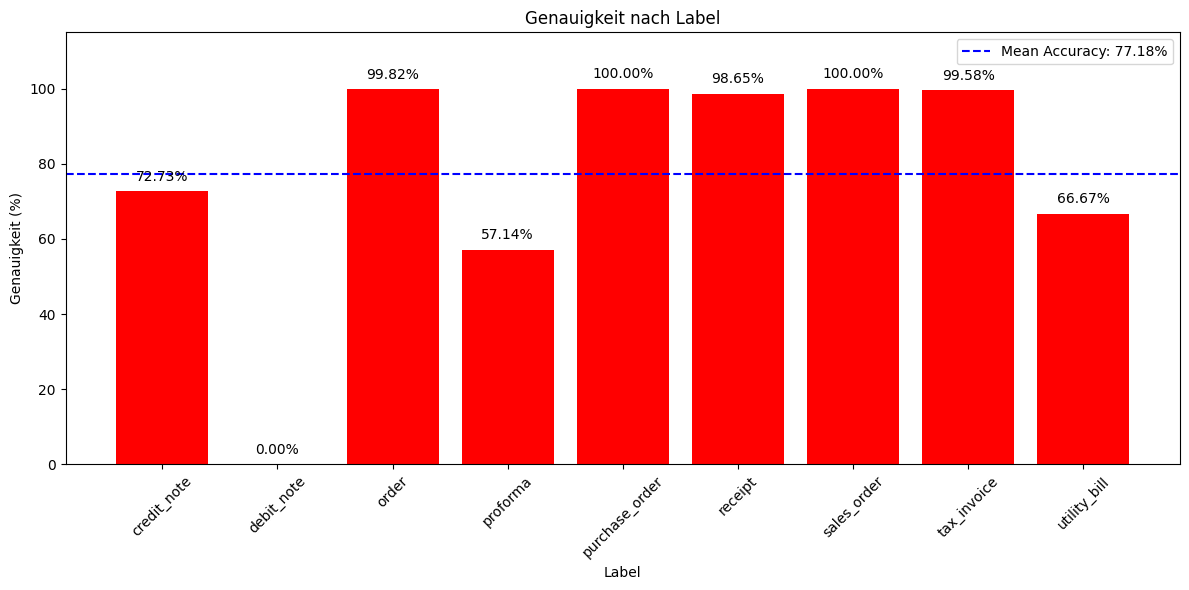 Genauigkeit nach Label
Mean Accuracy: 77.18%
Genauigkeit (%)
100
80
60
40
20
0
72.73%
0.00%
99.82%
57.14%
100.00%
98.65%
100.00%
99.58%
66.67%
credit_note
debit_note
order
proforma
purchase_order
receipt
sales_order
tax_invoice
utility_bill
Label